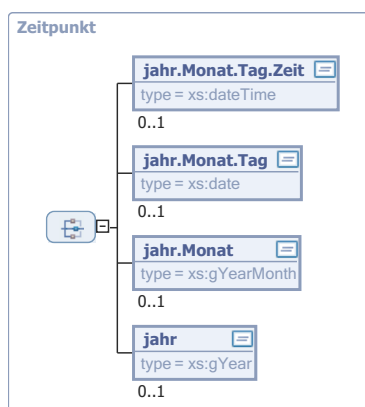 Zeitpunkt
jahr.Monat.Tag.Zeit
type = xs:dateTime
0..1
jahr.Monat.Tag
type = xs:date
0..1
jahr.Monat
type = xs:gYearMonth
0..1
jahr
type = xs:gYear
0..1